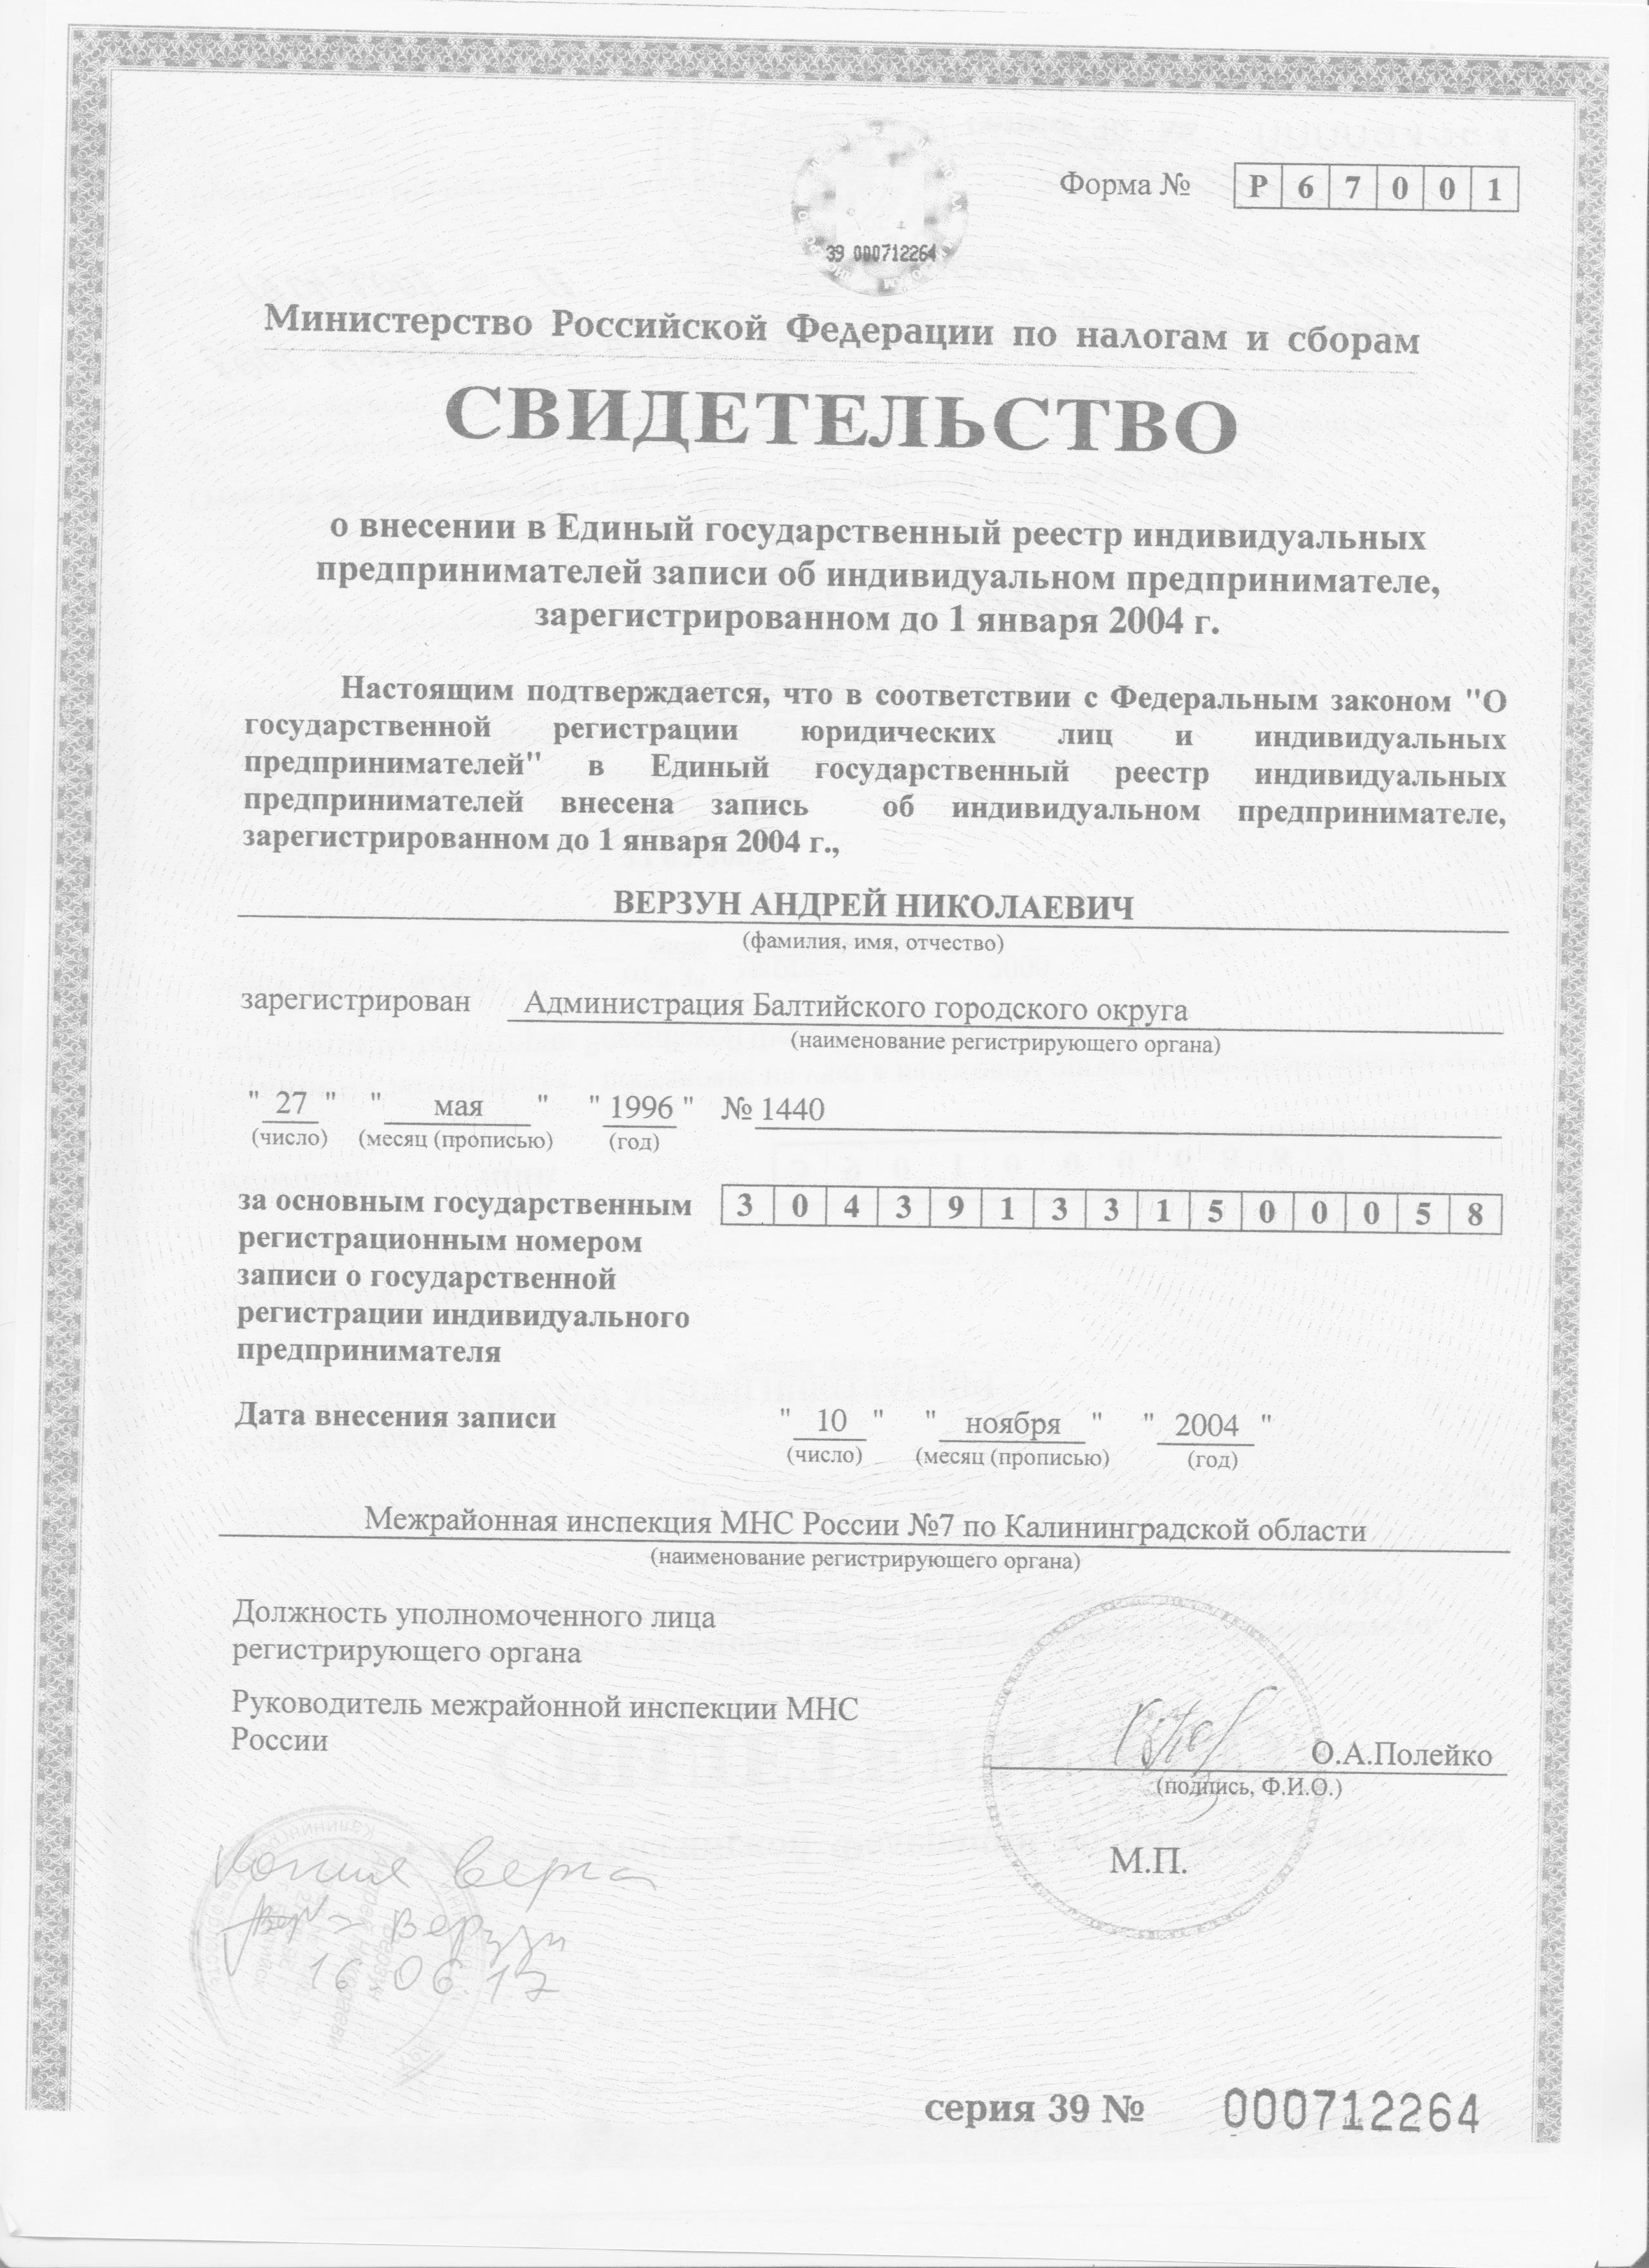 Форма № Р 6 7 0 0 1
39 000712264
Министерство Российской Федерации по налогам и сборам
СВИДЕТЕЛЬСТВО
о внесении в Единый государственный реестр индивидуальных
предпринимателей записи об индивидуальном предпринимателе,
зарегистрированном до 1 января 2004 г.
Настоящим подтверждается, что в соответствии с Федеральным законом "О
государственной регистрации юридических лиц и индивидуальных
предпринимателей" в Единый государственный реестр индивидуальных
предпринимателей внесена запись об индивидуальном предпринимателе,
зарегистрированном до 1 января 2004 г.,
ВЕРЗУН АНДРЕЙ НИКОЛАЕВИЧ
(фамилия, имя, отчество)
зарегистрирован Администрация Балтийского городского округа
(наименование регистрирующего органа)
" 27 " " мая " " 1996 " № 1440
(число) (месяц (прописью) (год)
за основным государственным 3 0 4 3 9 1 3 3 1 5 0 0 0 5 8
регистрационным номером
записи о государственной
регистрации индивидуального
предпринимателя
Дата внесения записи " 10 " " ноября " " 2004 "
(число) (месяц (прописью) (год)
Межрайонная инспекция МНС России №7 по Калининградской области
(наименование регистрирующего органа)
Должность уполномоченного лица
регистрирующего органа
Руководитель межрайонной инспекции МНС
России
О.А.Полейко
(подпись, Ф.И.О.)
М.П.
Копия верна
Верзун
16.06.17
серия 39 № 000712264